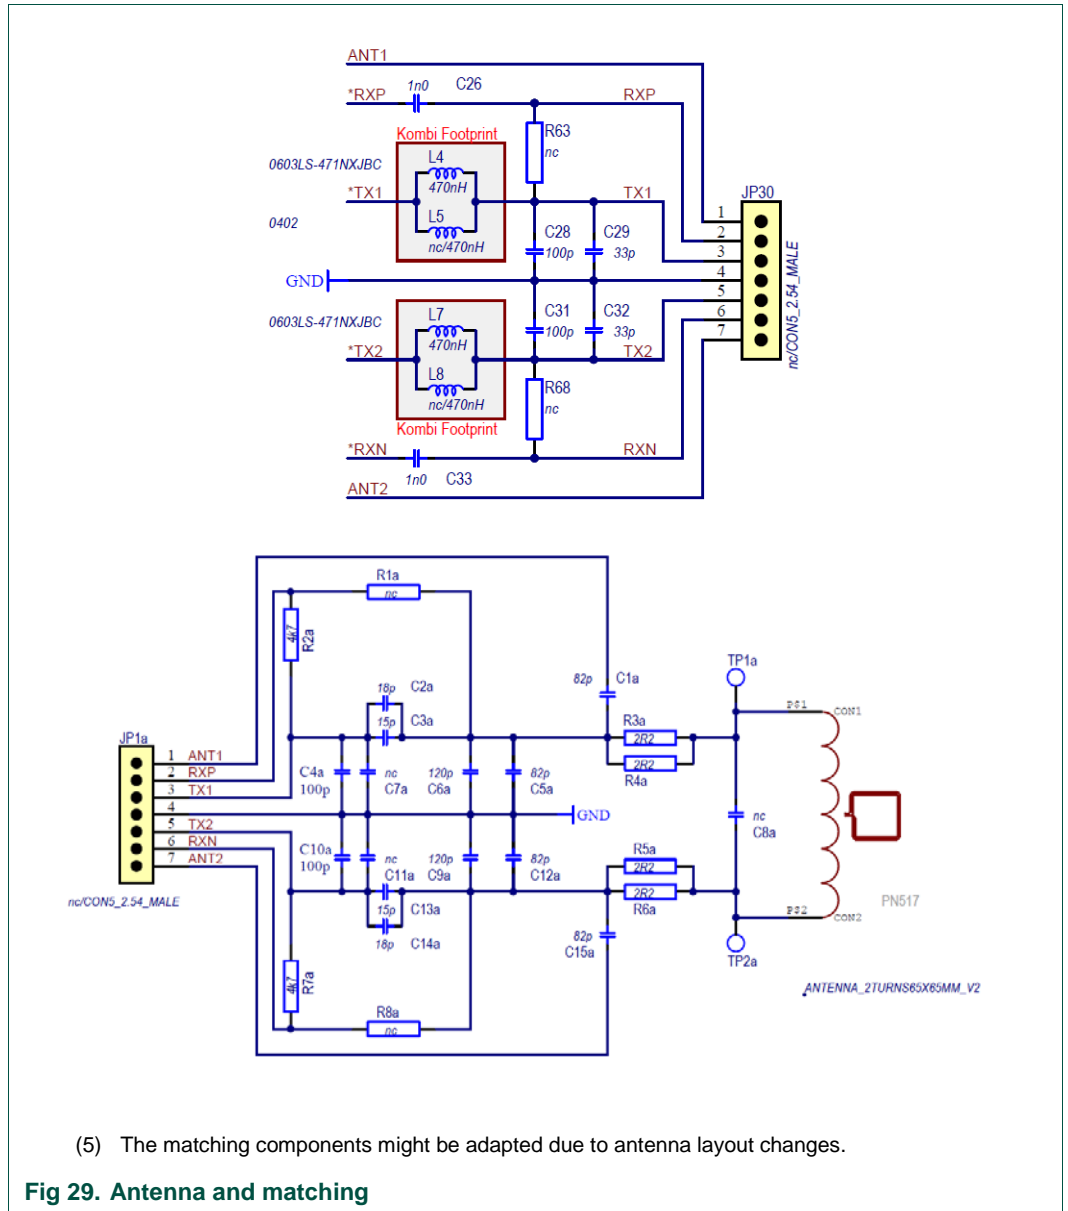 ANT1
1n0 C26
*RXP RXP
Kombi Footprint
R63
nc
0603LS-471NXJBC
L4
470nH
*TX1 TX1
JP30
0402
L5
nc/470nH
C28
100p
C29
33p
1
2
3
4
5
6
7
nc/CON5_2.54_MALE
GND
0603LS-471NXJBC
L7
470nH
C31
100p
C32
33p
*TX2 TX2
L8
nc/470nH
R68
nc
Kombi Footprint
*RXN RXN
1n0 C33
ANT2
R1a
nc
4k7
R2a
18p C2a
15p C3a
82p C1a
TP1a
PS1 CON1
R3a
2R2
2R2
R4a
JP1a
1 ANT1
2 RXP
3 TX1
4
5 TX2
6 RXN
7 ANT2
nc/CON5_2.54_MALE
C4a
100p
nc
C7a
120p
C6a
82p
C5a
GND
nc
C8a
C10a
100p
nc
C11a
120p
C9a
82p
C12a
R5a
2R2
2R2
R6a
15p C13a
18p C14a
82p
C15a
PN517
PS2 CON2
TP2a
4k7
R7a
R8a
nc
ANTENNA_2TURNS65X65MM_V2
(5) The matching components might be adapted due to antenna layout changes.
Fig 29. Antenna and matching